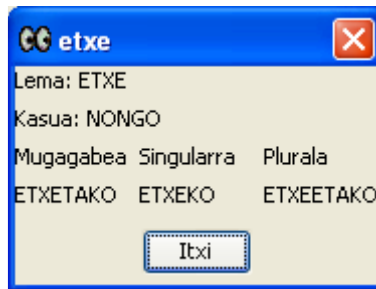 etxe
Lema: ETXE
Kasua: NONGO
Mugagabea Singularra Plurala
ETXETAKO ETXEKO ETXEETAKO
Itxi